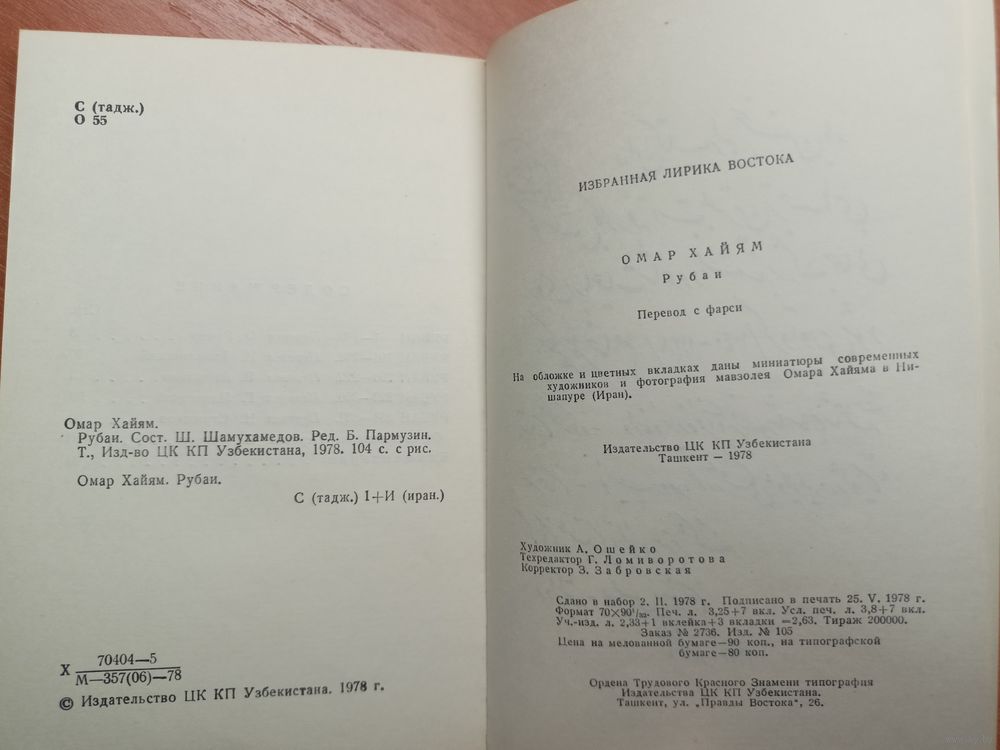 С (тадж.)
О 55
Омар Хайям.
Рубаи. Сост. Ш. Шамухамедов. Ред. Б. Пармузин.
Т., Изд-во ЦК КП Узбекистана, 1978. 104 с. с рис.
Омар Хайям. Рубаи.
С (тадж.) I+И (иран.)
Х 70404—5
М—357(06)—78
© Издательство ЦК КП Узбекистана. 1978 г.
ИЗБРАННАЯ ЛИРИКА ВОСТОКА
ОМАР ХАЙЯМ
Рубаи
Перевод с фарси
На обложке и цветных вкладках даны миниатюры современных
художников и фотография мавзолея Омара Хайяма в Ни-
шапуре (Иран).
Издательство ЦК КП Узбекистана
Ташкент — 1978
Художник А. Ошейко
Техредактор Г. Ломиворотова
Корректор З. Забровская
Сдано в набор 2. II. 1978 г. Подписано в печать 25. V. 1978 г.
Формат 70×90¹/₃₂. Печ. л. 3,25+7 вкл. Усл. печ. л. 3,8+7 вкл.
Уч.-изд. л. 2,33+1 вклейка+3 вкладки =2,63. Тираж 200000.
Заказ № 2736. Изд. № 105
Цена на мелованной бумаге—90 коп., на типографской
бумаге—80 коп.
Ордена Трудового Красного Знамени типография
Издательства ЦК КП Узбекистана.
Ташкент, ул. „Правды Востока", 26.